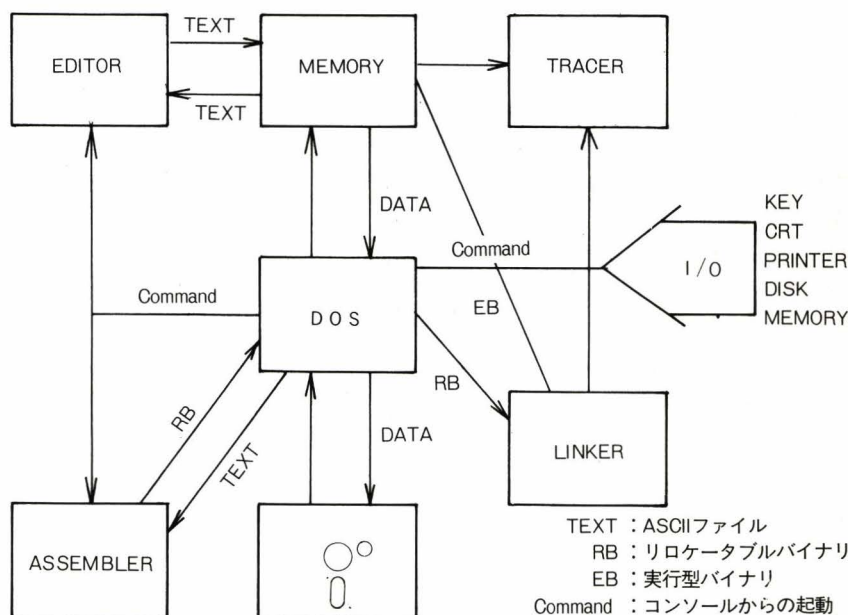 TEXT
EDITOR
MEMORY
TRACER
TEXT
DATA
KEY
CRT
PRINTER
DISK
MEMORY
I/O
Command
Command
DOS
EB
RB
RB
TEXT
DATA
LINKER
ASSEMBLER
TEXT：ASCIIファイル
RB：リロケータブルバイナリ
EB：実行型バイナリ
Command：コンソールからの起動